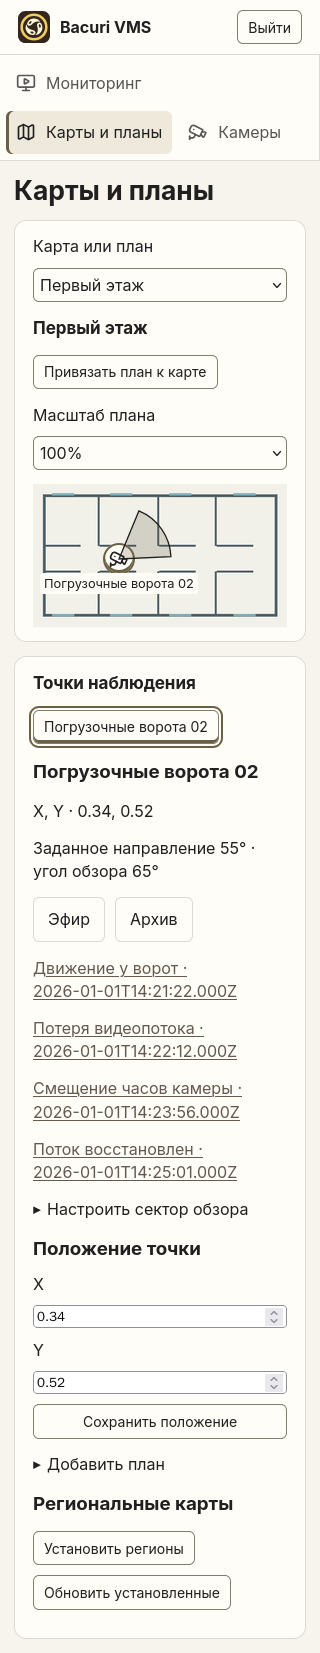 Bacuri VMS
Выйти
Мониторинг
Карты и планы
Камеры
Карты и планы
Карта или план
Первый этаж
Первый этаж
Привязать план к карте
Масштаб плана
100%
Погрузочные ворота 02
Точки наблюдения
Погрузочные ворота 02
Погрузочные ворота 02
X, Y · 0.34, 0.52
Заданное направление 55° ·
угол обзора 65°
Эфир
Архив
Движение у ворот ·
2026-01-01T14:21:22.000Z
Потеря видеопотока ·
2026-01-01T14:22:12.000Z
Смещение часов камеры ·
2026-01-01T14:23:56.000Z
Поток восстановлен ·
2026-01-01T14:25:01.000Z
Настроить сектор обзора
Положение точки
X
0.34
Y
0.52
Сохранить положение
Добавить план
Региональные карты
Установить регионы
Обновить установленные